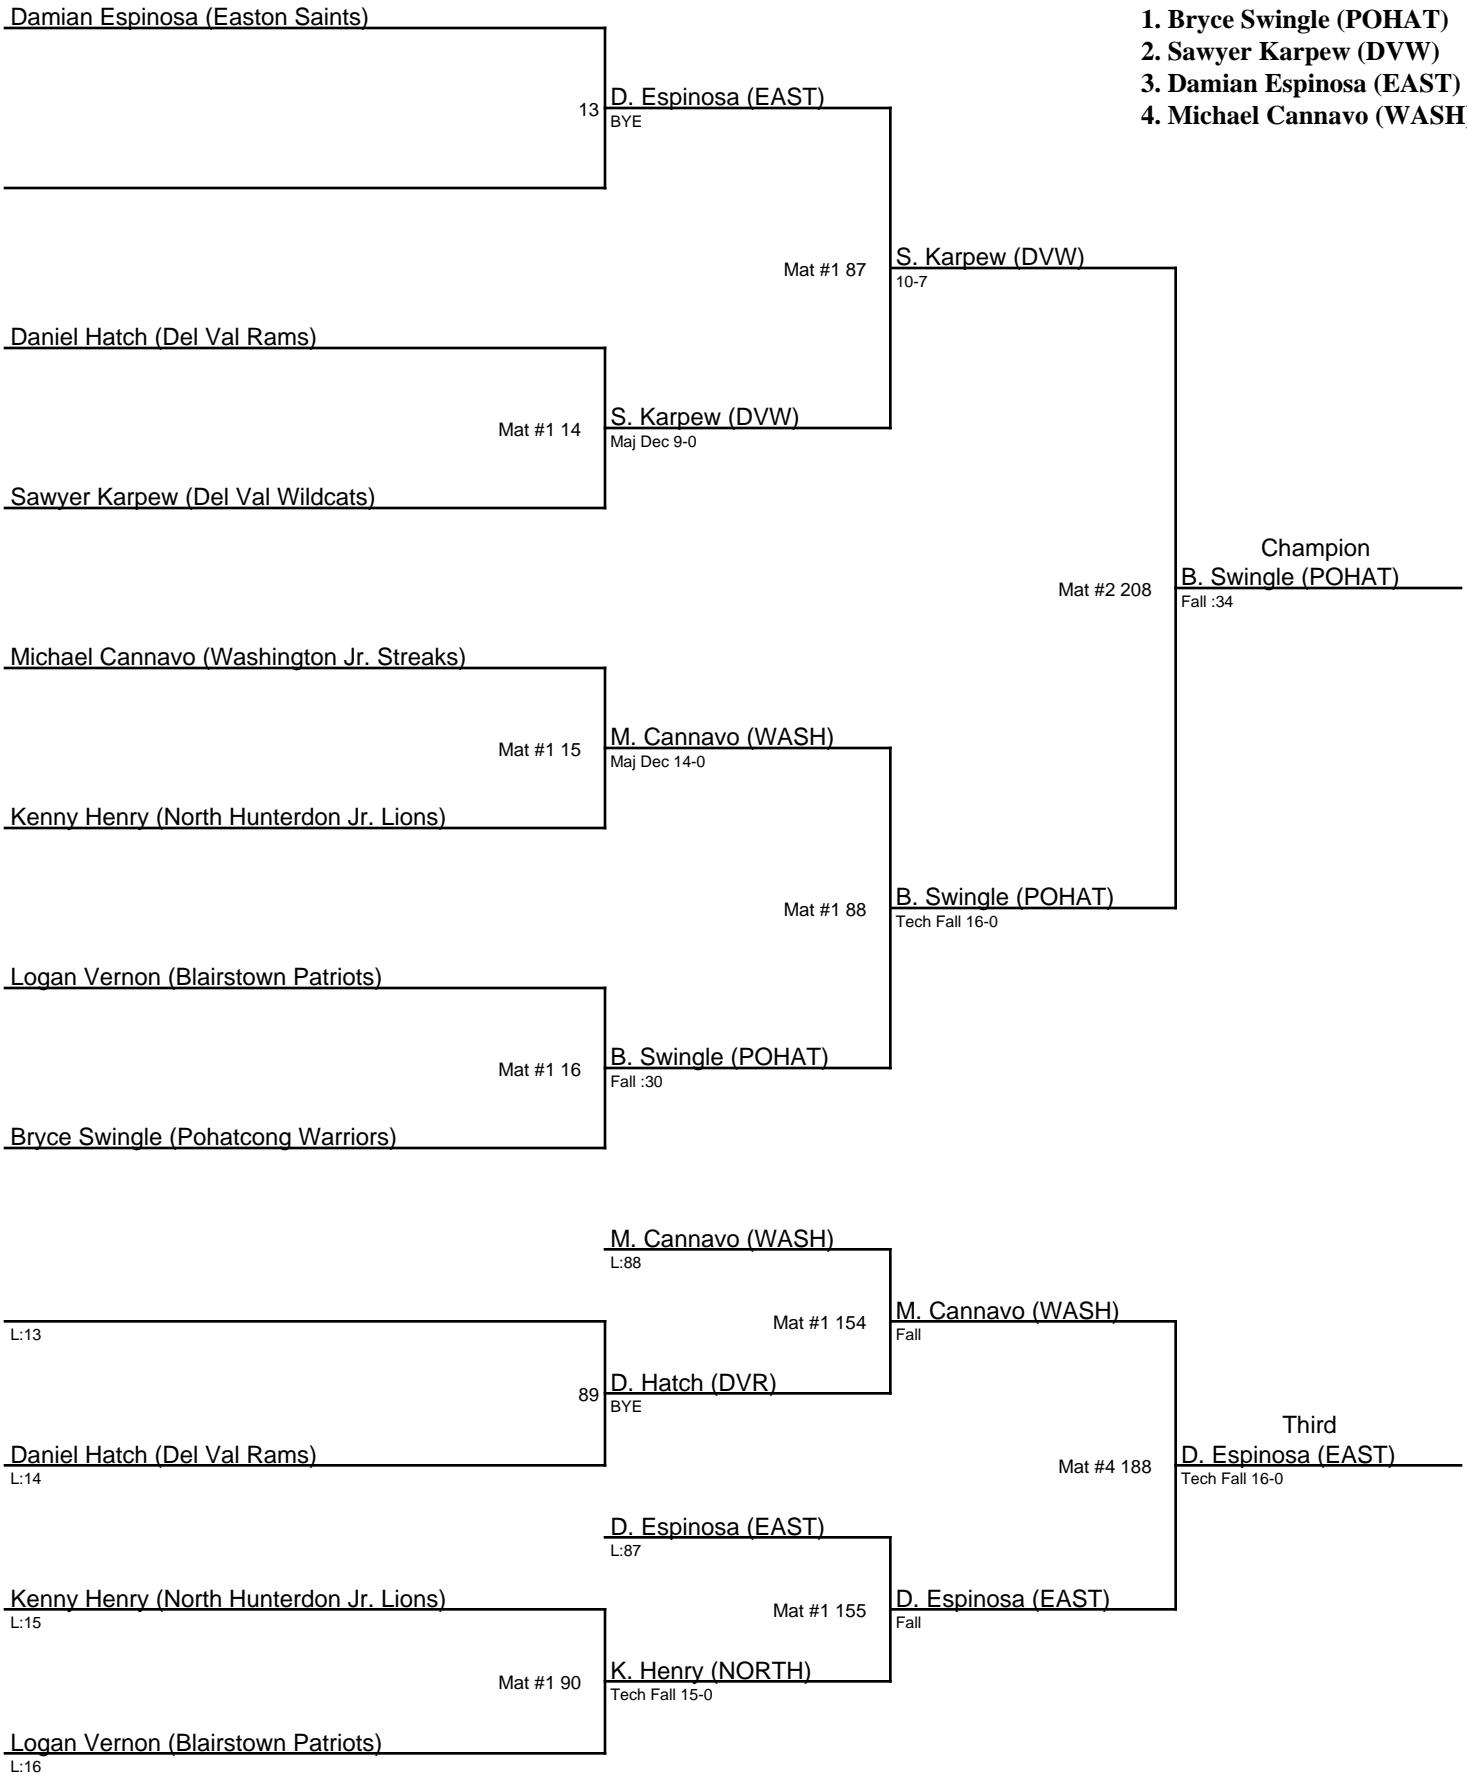 Damian Espinosa (Easton Saints)
1. Bryce Swingle (POHAT)
2. Sawyer Karpew (DVW)
3. Damian Espinosa (EAST)
4. Michael Cannavo (WASH)
13
D. Espinosa (EAST)
BYE
Mat #1 87
S. Karpew (DVW)
10-7
Daniel Hatch (Del Val Rams)
Mat #1 14
S. Karpew (DVW)
Maj Dec 9-0
Sawyer Karpew (Del Val Wildcats)
Champion
Mat #2 208
B. Swingle (POHAT)
Fall :34
Michael Cannavo (Washington Jr. Streaks)
Mat #1 15
M. Cannavo (WASH)
Maj Dec 14-0
Kenny Henry (North Hunterdon Jr. Lions)
Mat #1 88
B. Swingle (POHAT)
Tech Fall 16-0
Logan Vernon (Blairstown Patriots)
Mat #1 16
B. Swingle (POHAT)
Fall :30
Bryce Swingle (Pohatcong Warriors)
M. Cannavo (WASH)
L:88
L:13
Mat #1 154
M. Cannavo (WASH)
Fall
89
D. Hatch (DVR)
BYE
Daniel Hatch (Del Val Rams)
L:14
Third
Mat #4 188
D. Espinosa (EAST)
Tech Fall 16-0
D. Espinosa (EAST)
L:87
Kenny Henry (North Hunterdon Jr. Lions)
L:15
Mat #1 155
D. Espinosa (EAST)
Fall
Mat #1 90
K. Henry (NORTH)
Tech Fall 15-0
Logan Vernon (Blairstown Patriots)
L:16